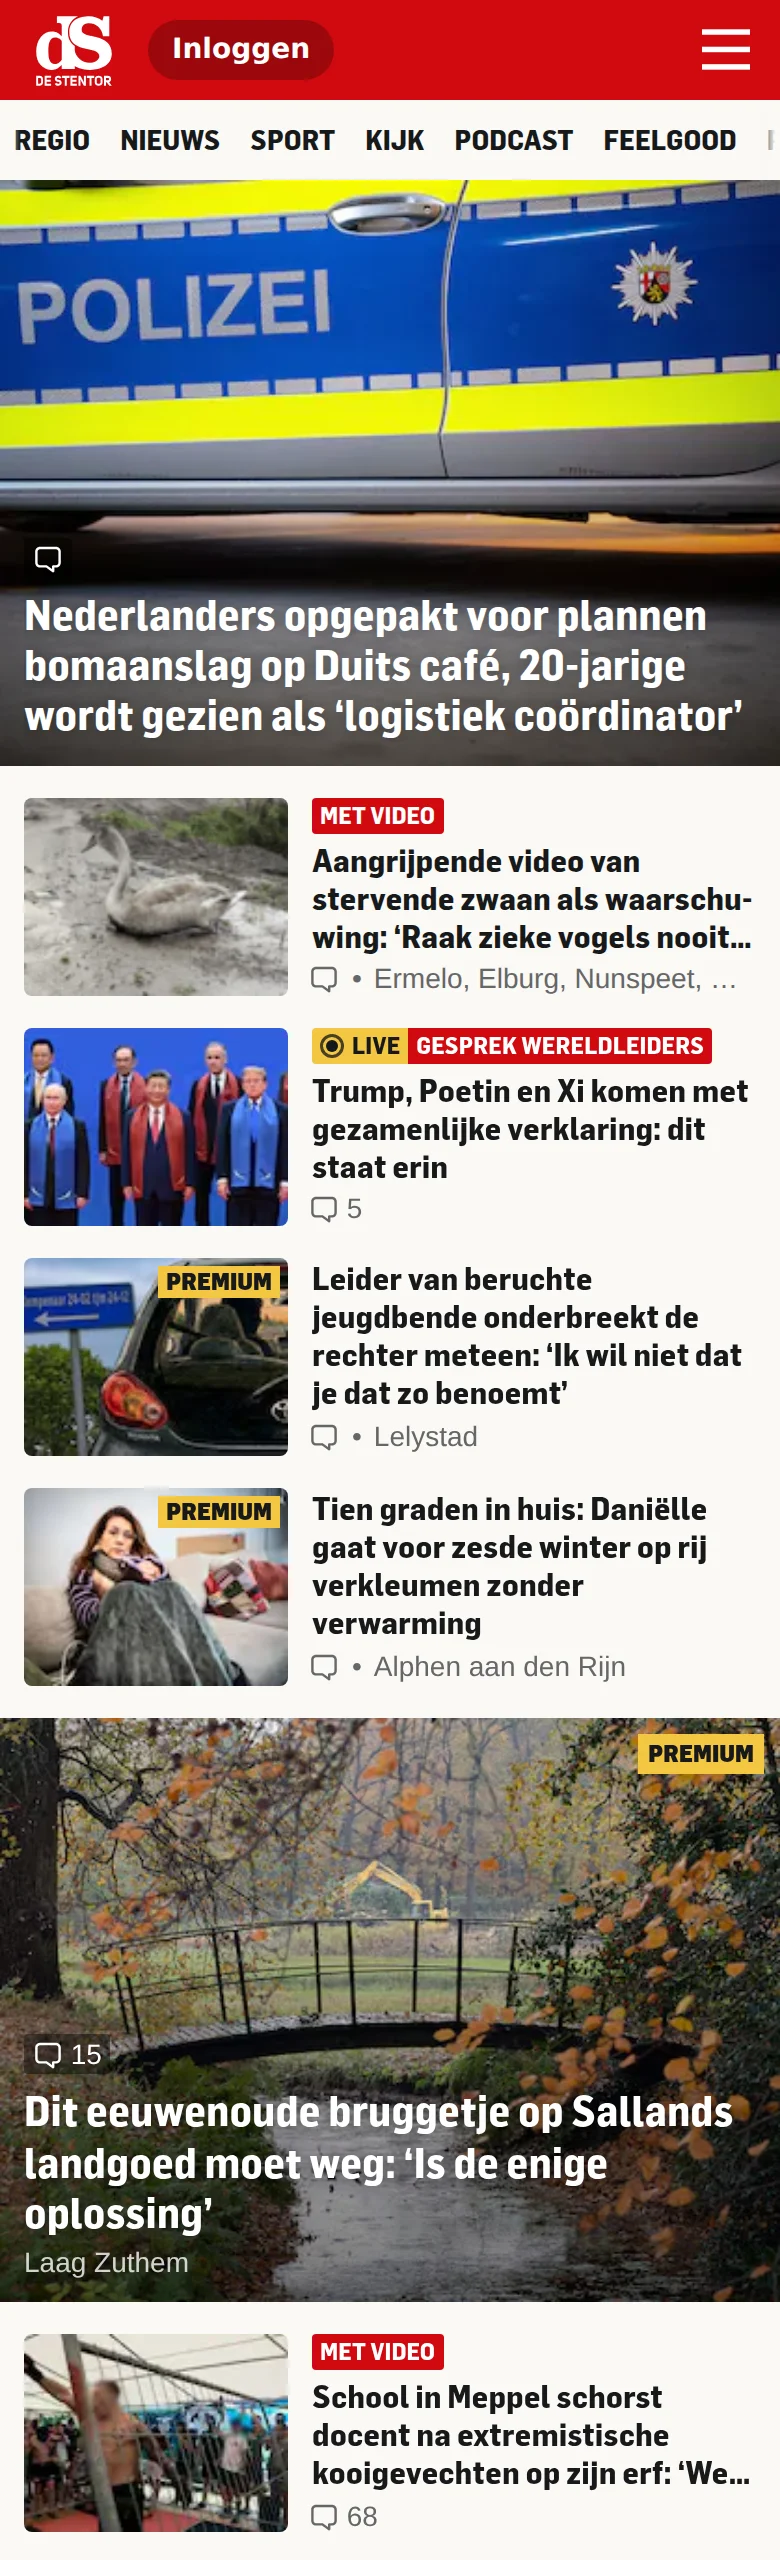 dS
DE STENTOR
Inloggen
REGIO NIEUWS SPORT KIJK PODCAST FEELGOOD
POLIZEI
Nederlanders opgepakt voor plannen
bomaanslag op Duits café, 20-jarige
wordt gezien als ‘logistiek coördinator’
MET VIDEO
Aangrijpende video van
stervende zwaan als waarschu-
wing: ‘Raak zieke vogels nooit...
• Ermelo, Elburg, Nunspeet, ...
LIVE GESPREK WERELDLEIDERS
Trump, Poetin en Xi komen met
gezamenlijke verklaring: dit
staat erin
5
PREMIUM
24-02 t/m 24-12
Leider van beruchte
jeugdbende onderbreekt de
rechter meteen: ‘Ik wil niet dat
je dat zo benoemt’
• Lelystad
PREMIUM
Tien graden in huis: Daniëlle
gaat voor zesde winter op rij
verkleumen zonder
verwarming
• Alphen aan den Rijn
PREMIUM
15
Dit eeuwenoude bruggetje op Sallands
landgoed moet weg: ‘Is de enige
oplossing’
Laag Zuthem
MET VIDEO
School in Meppel schorst
docent na extremistische
kooigevechten op zijn erf: ‘We...
68